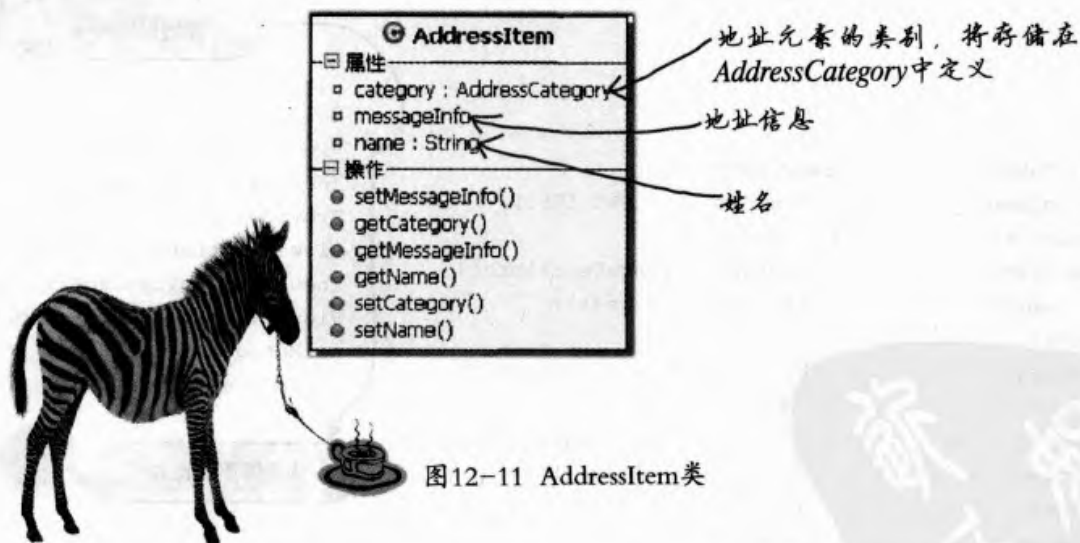 AddressItem
属性
category : AddressCategory
messageInfo
name : String
操作
setMessageInfo()
getCategory()
getMessageInfo()
getName()
setCategory()
setName()
地址元素的类别，将存储在
AddressCategory中定义
地址信息
姓名
图12-11 AddressItem类